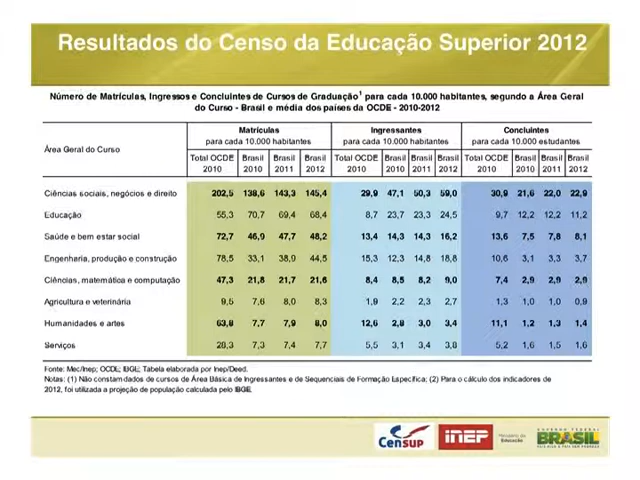 Resultados do Censo da Educação Superior 2012
Número de Matrículas, Ingressos e Concluintes de Cursos de Graduação¹ para cada 10.000 habitantes, segundo a Área Geral
do Curso - Brasil e média dos países da OCDE - 2010-2012
Área Geral do Curso
Matrículas Ingressantes Concluintes
para cada 10.000 habitantes para cada 10.000 habitantes para cada 10.000 estudantes
Total OCDE Brasil Brasil Brasil Total OCDE Brasil Brasil Brasil Total OCDE Brasil Brasil Brasil
2010 2010 2011 2012 2010 2010 2011 2012 2010 2010 2011 2012
Ciências sociais, negócios e direito 202,5 138,6 143,3 145,4 29,9 47,1 50,3 59,0 30,9 21,6 22,0 22,9
Educação 55,3 70,7 69,4 68,4 8,7 23,7 23,3 24,5 9,7 12,2 12,2 11,2
Saúde e bem estar social 72,7 46,9 47,7 48,2 13,4 14,3 14,3 16,2 13,6 7,5 7,8 8,1
Engenharia, produção e construção 78,5 33,1 38,9 44,5 15,3 12,3 14,8 18,8 10,6 3,1 3,3 3,7
Ciências, matemática e computação 47,3 21,8 21,7 21,6 8,4 8,5 8,2 9,0 7,4 2,9 2,9 2,9
Agricultura e veterinária 9,5 7,6 8,0 8,3 1,9 2,2 2,3 2,7 1,3 1,0 1,0 0,9
Humanidades e artes 63,8 7,7 7,9 8,0 12,6 2,8 3,0 3,4 11,1 1,2 1,3 1,4
Serviços 28,3 7,3 7,4 7,7 5,5 3,1 3,4 3,8 5,2 1,6 1,5 1,6
Fonte: Mec/Inep; OCDE; IBGE; Tabela elaborada por Inep/Deed.
Notas: (1) Não constam dados de cursos de Área Básica de Ingressantes e de Sequenciais de Formação Específica; (2) Para o cálculo dos indicadores de
2012, foi utilizada a projeção de população calculada pelo IBGE.
Censup
INEP
Ministério da
Educação
GOVERNO FEDERAL
BRASIL
PAÍS RICO É PAÍS SEM POBREZA